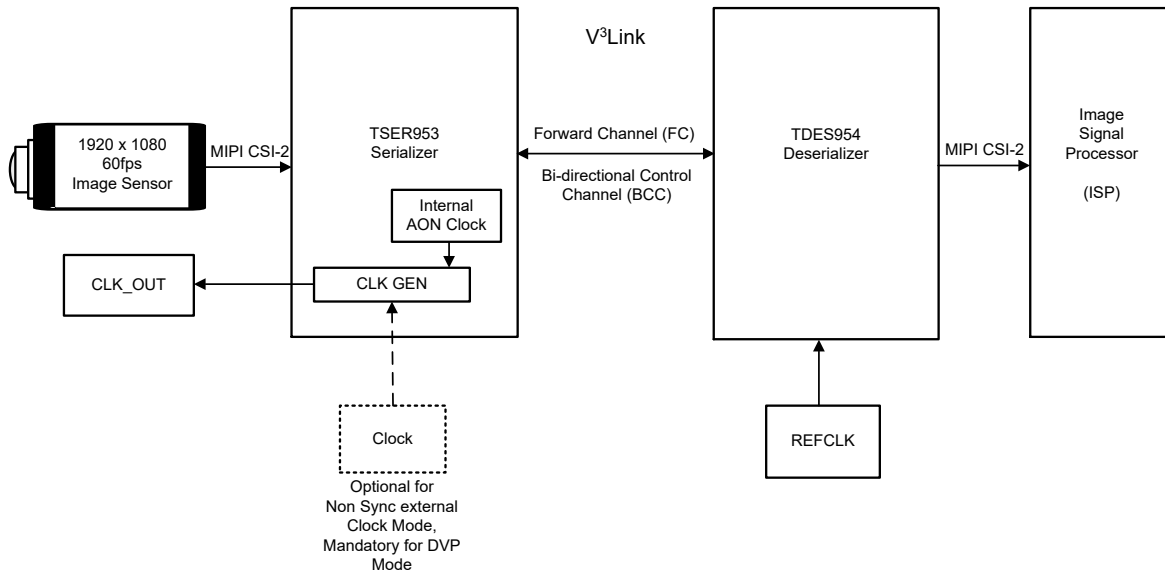 V³Link
1920 x 1080
60fps
Image Sensor
MIPI CSI-2
TSER953
Serializer
Forward Channel (FC)
Bi-directional Control
Channel (BCC)
TDES954
Deserializer
MIPI CSI-2
Image
Signal
Processor
(ISP)
Internal
AON Clock
CLK_OUT
CLK GEN
Clock
REFCLK
Optional for
Non Sync external
Clock Mode,
Mandatory for DVP
Mode